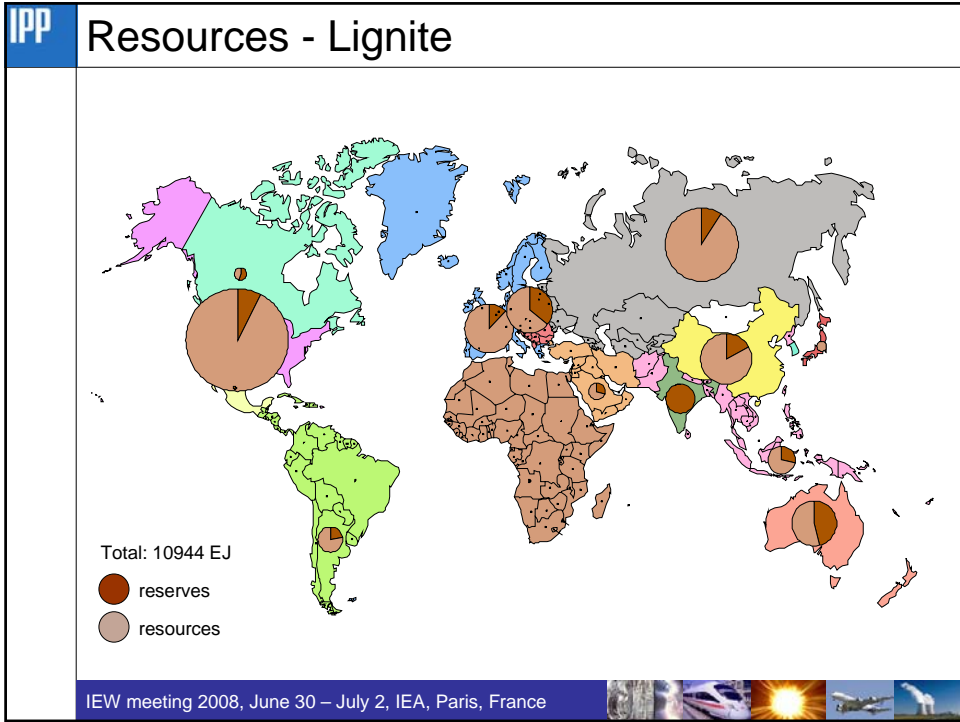 IPP
Resources - Lignite
Total: 10944 EJ
reserves
resources
IEW meeting 2008, June 30 – July 2, IEA, Paris, France